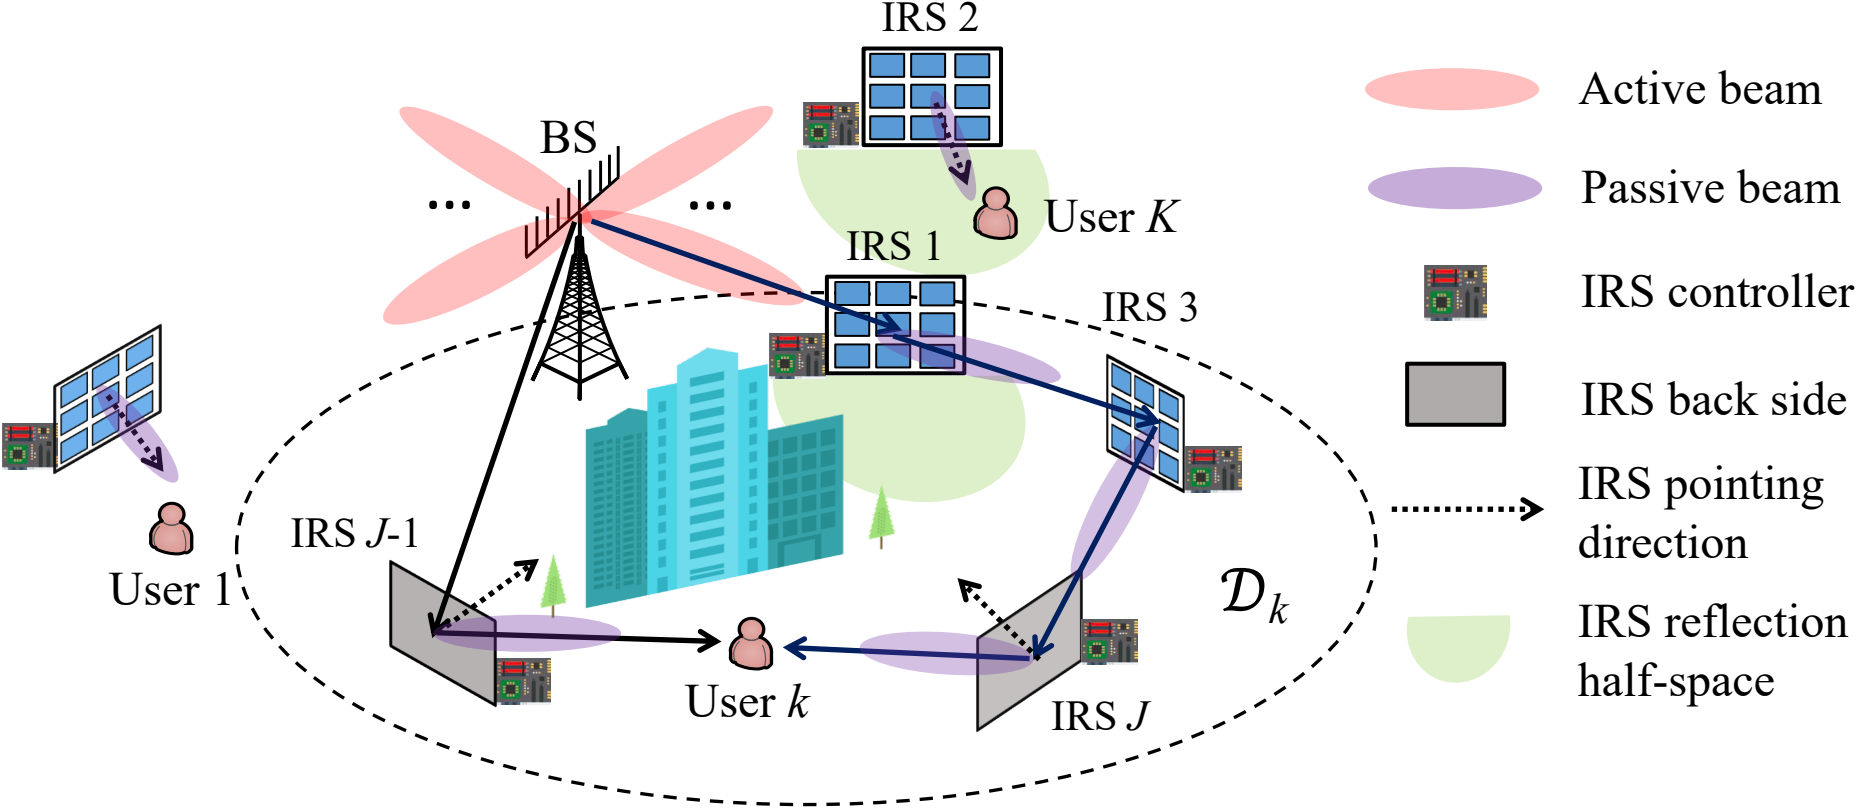 IRS 2
BS
... ...
User K
IRS 1
IRS 3
IRS J-1
User 1
User k
IRS J
𝒟k
Active beam
Passive beam
IRS controller
IRS back side
IRS pointing
direction
IRS reflection
half-space